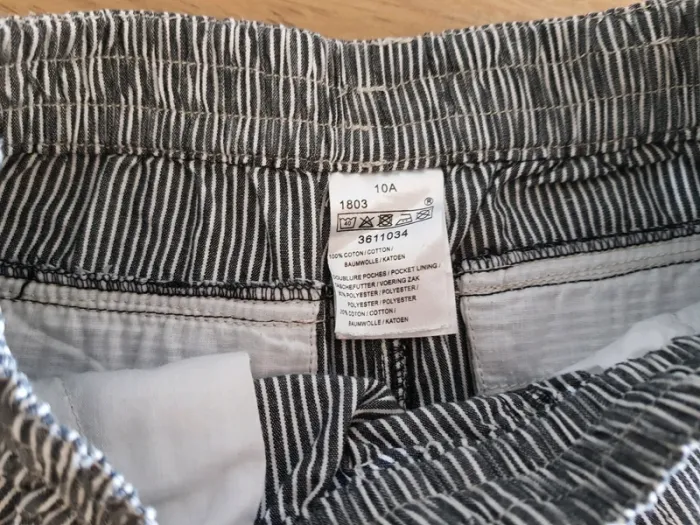 10A
1803 ®
3611034
100% COTON / COTTON /
BAUMWOLLE / KATOEN
DOUBLURE POCHES / POCKET LINING /
TASCHEFUTTER / VOERING ZAK
POLYESTER / POLYESTER /
POLYESTER / POLYESTER
20% COTON / COTTON /
BAUMWOLLE / KATOEN